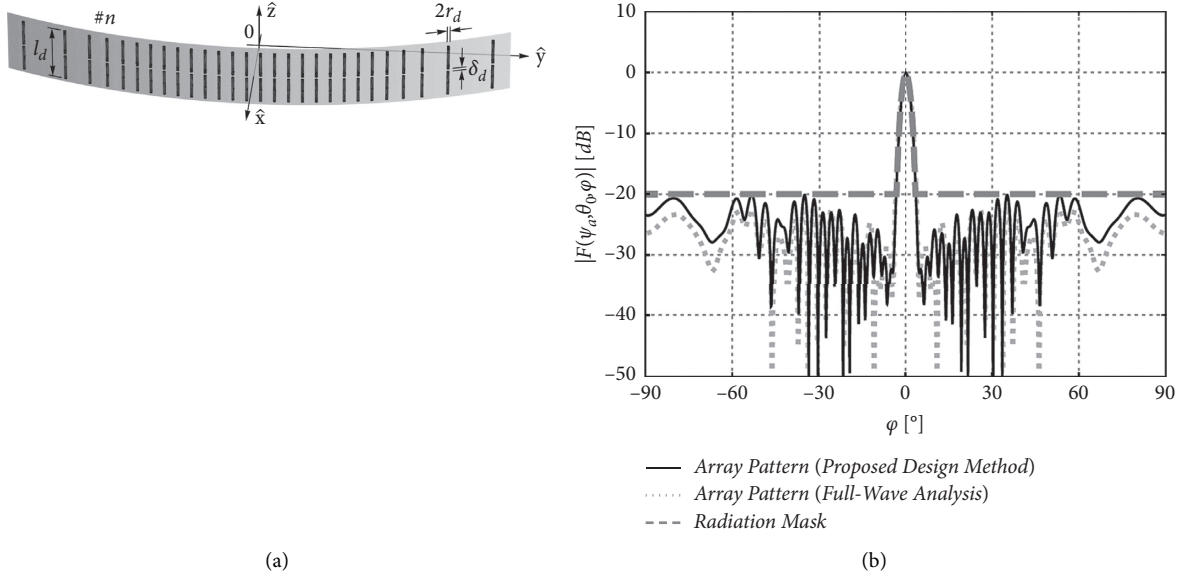 #n
ẑ
0
2r_d
l_d
ŷ
δ_d
x̂
|F(ψ_a,θ_0,φ)| [dB]
10
0
−10
−20
−30
−40
−50
−90
−60
−30
0
30
60
90
φ [°]
Array Pattern (Proposed Design Method)
Array Pattern (Full-Wave Analysis)
Radiation Mask
(a)
(b)